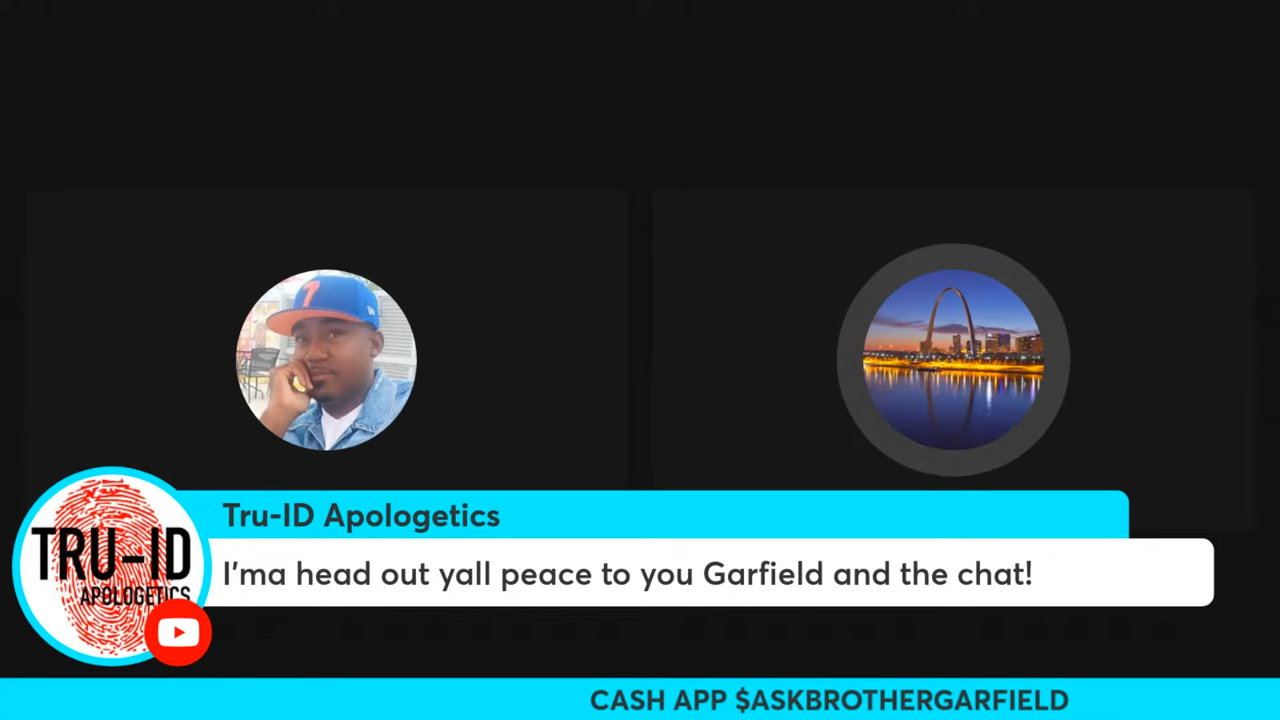 7
TRU-ID
APOLOGETICS
Tru-ID Apologetics
I'ma head out yall peace to you Garfield and the chat!
CASH APP $ASKBROTHERGARFIELD